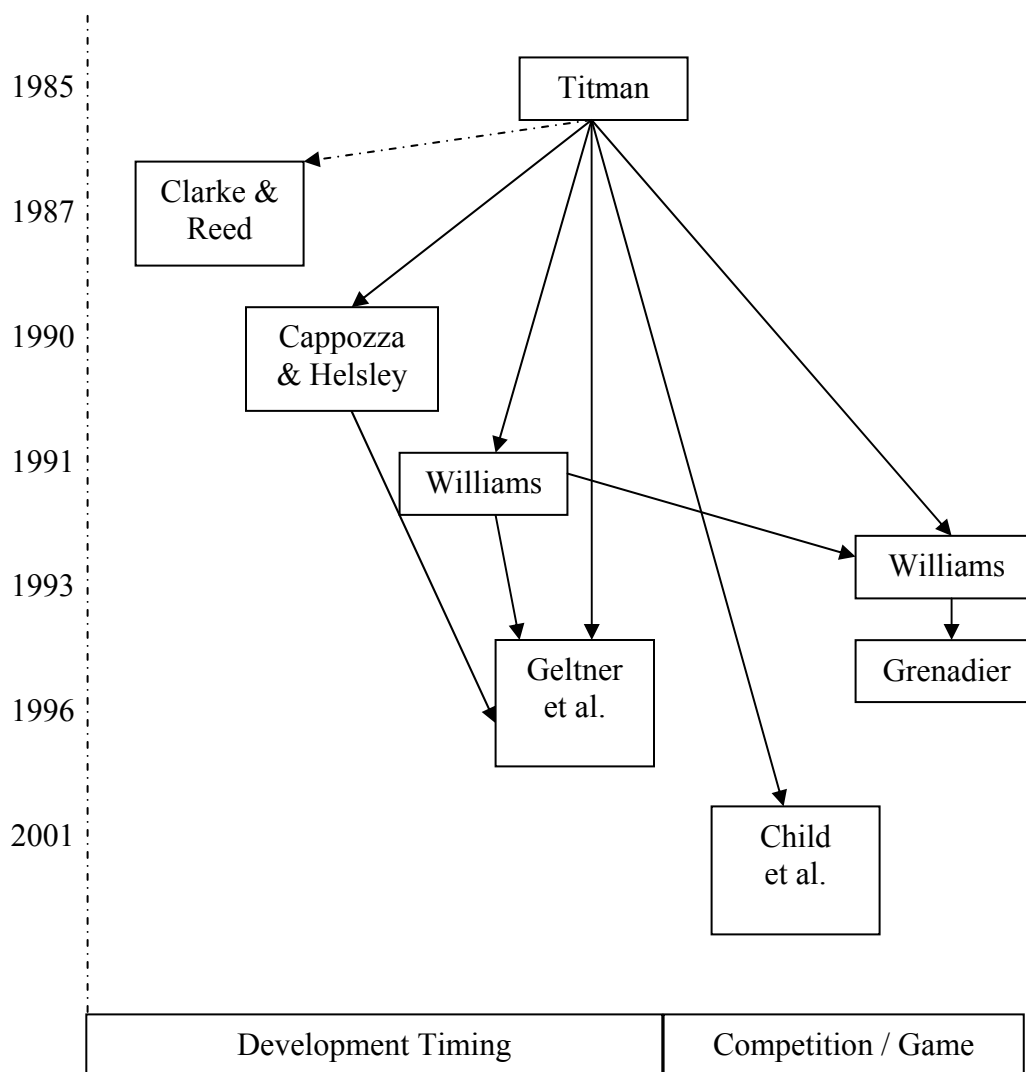 1985
Titman
Clarke &
Reed
1987
1990
Cappozza
& Helsley
1991
Williams
Williams
1993
Geltner
et al.
Grenadier
1996
2001
Child
et al.
Development Timing
Competition / Game